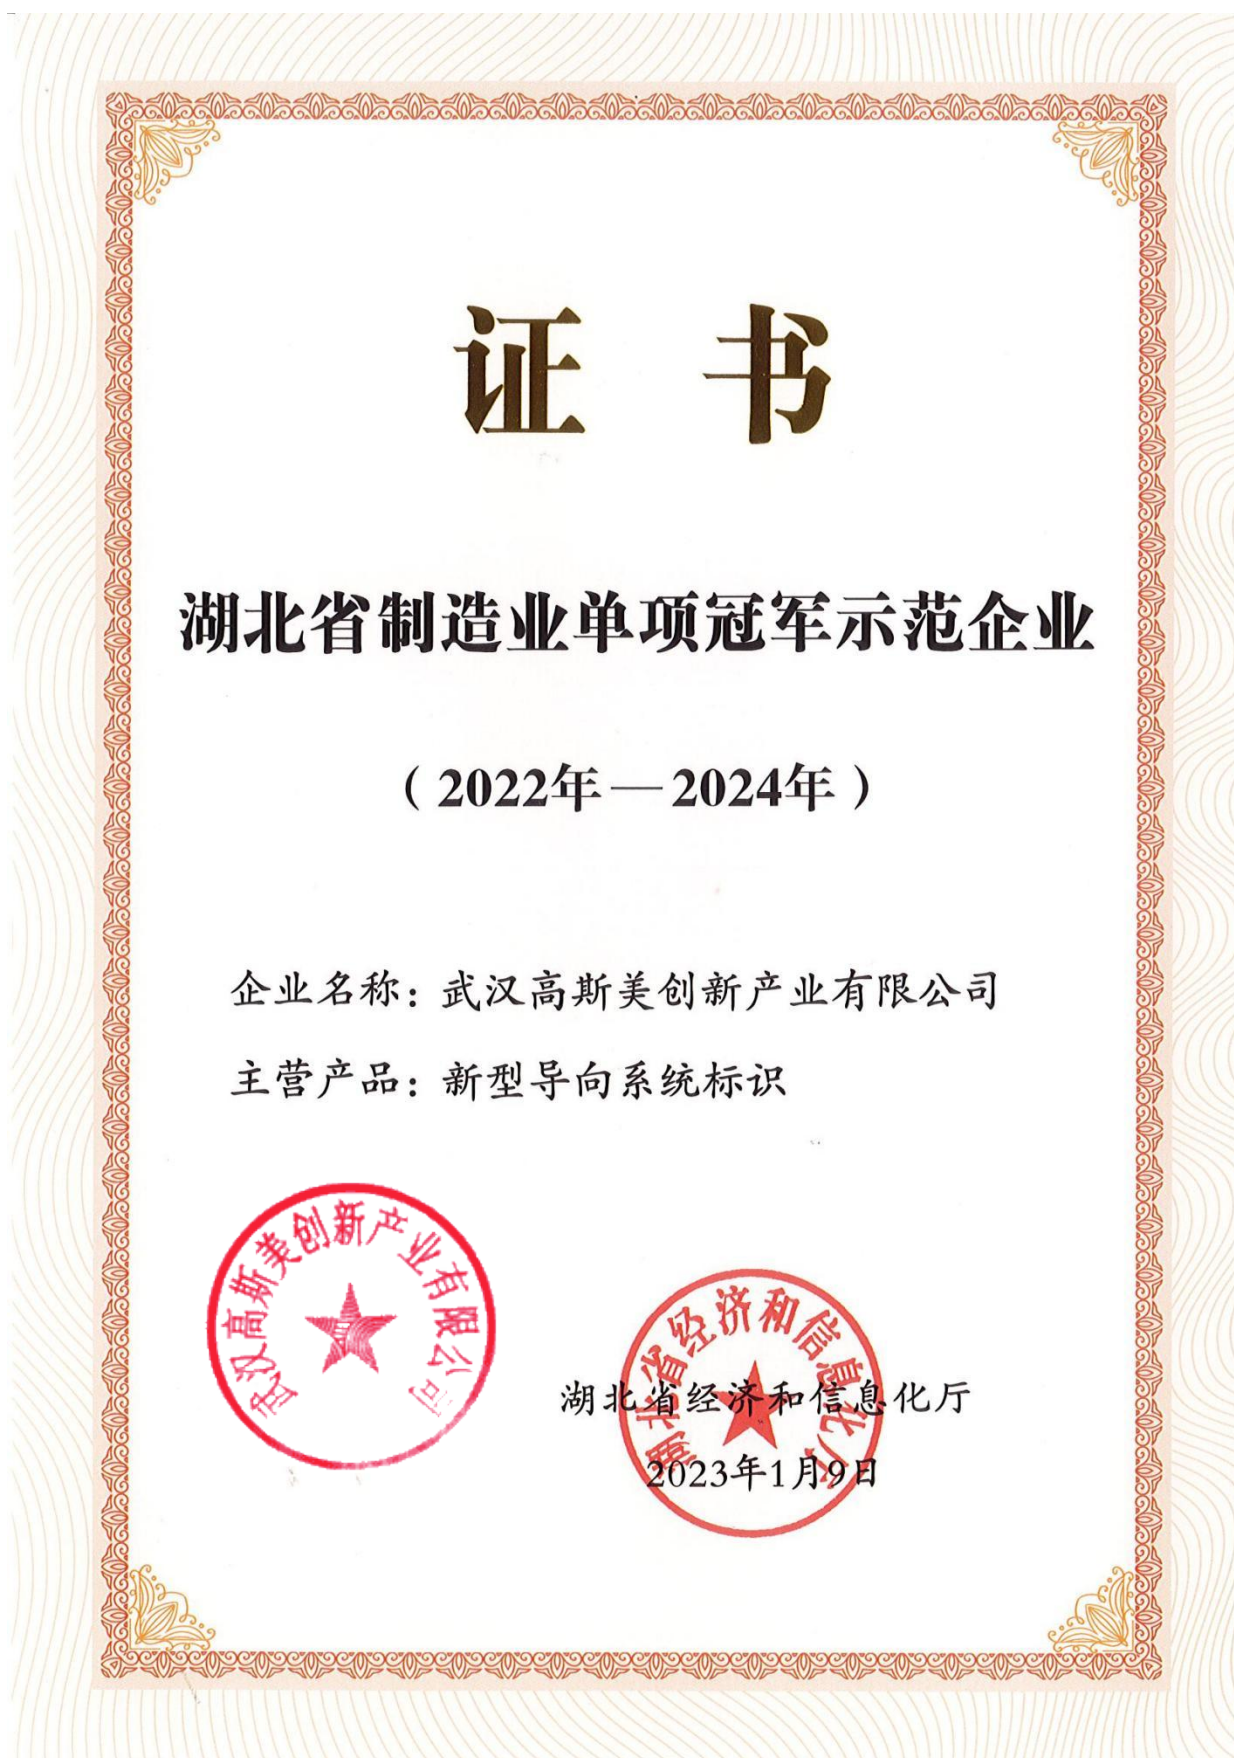 证书
湖北省制造业单项冠军示范企业
（2022年—2024年）
企业名称：武汉高斯美创新产业有限公司
主营产品：新型导向系统标识
武汉高斯美创新产业有限公司
湖北省经济和信息化厅
湖北省经济和信息化厅
2023年1月9日